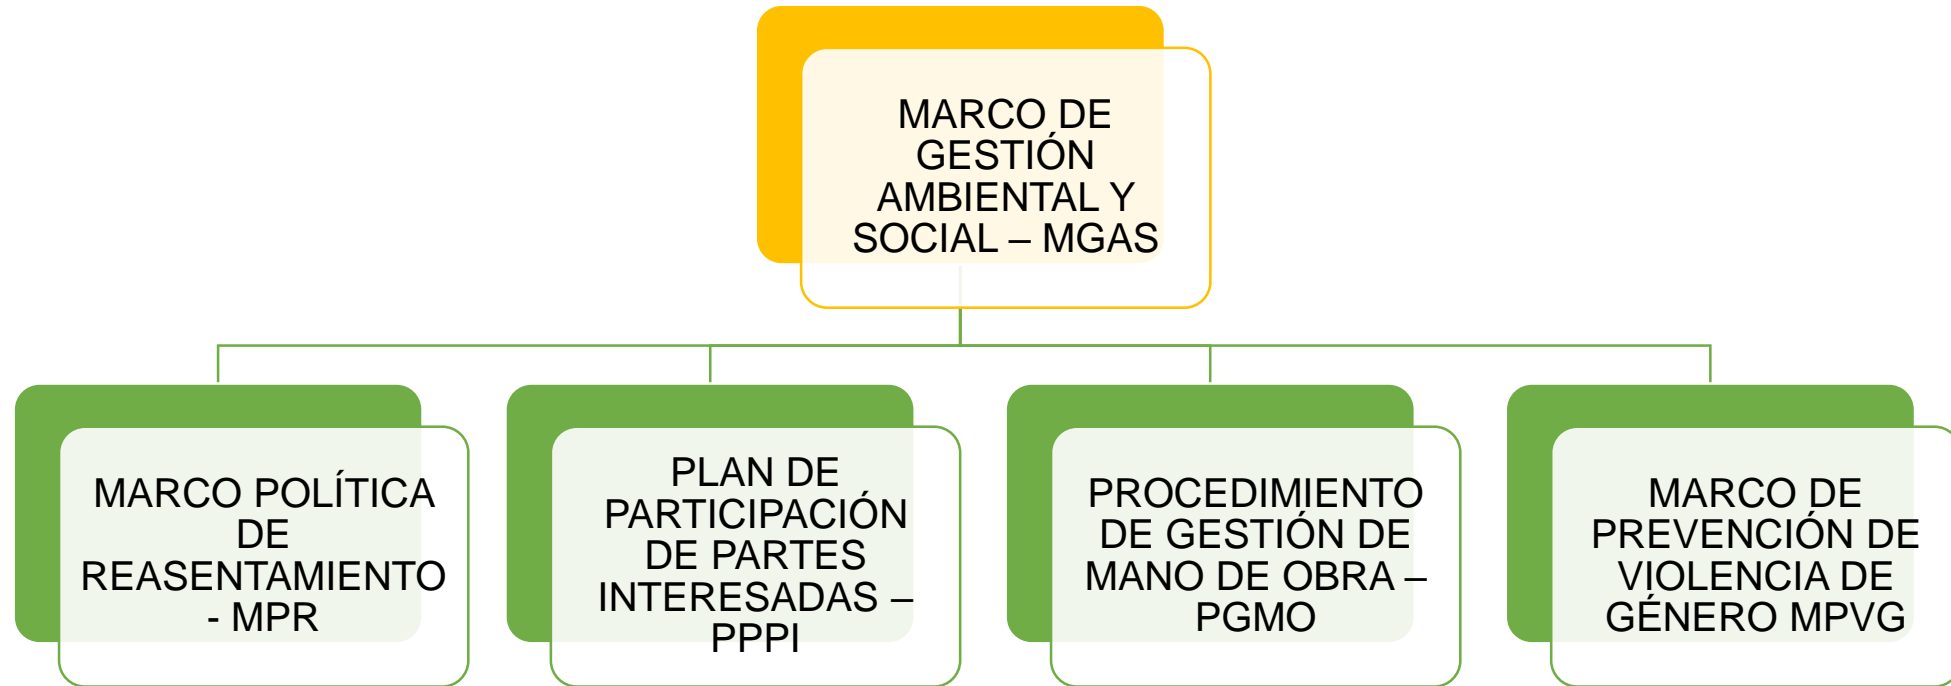 MARCO DE
GESTIÓN
AMBIENTAL Y
SOCIAL – MGAS
MARCO POLÍTICA
DE
REASENTAMIENTO
- MPR
PLAN DE
PARTICIPACIÓN
DE PARTES
INTERESADAS –
PPPI
PROCEDIMIENTO
DE GESTIÓN DE
MANO DE OBRA –
PGMO
MARCO DE
PREVENCIÓN DE
VIOLENCIA DE
GÉNERO MPVG